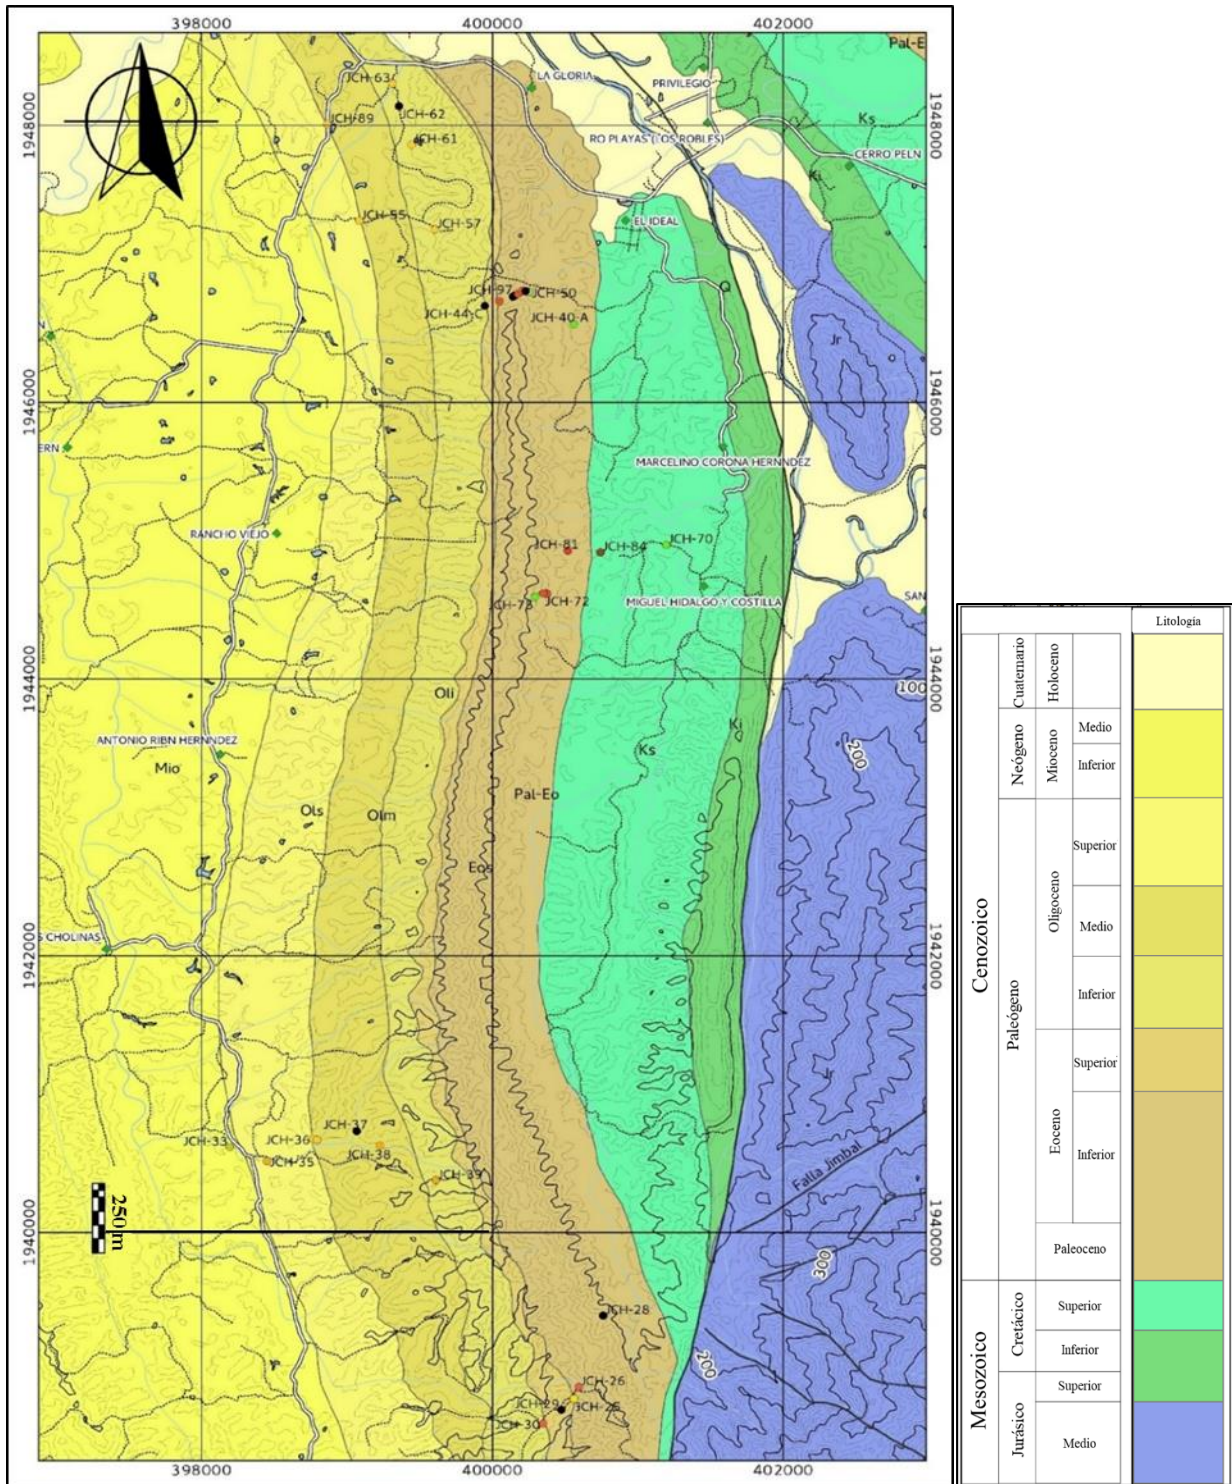 398000
400000
402000
Pal-E
JCH-63
LA GLORIA
PRIVILEGIO
1948000
JCH-62
JCH-89
Ks
1948000
JCH-61
RO PLAYAS (LOS ROBLES)
CERRO PELN
Ki
JCH-55
JCH-57
EL IDEAL
JCH-97
JCH-50
Q
JCH-44-C
JCH-40-A
N
Jr
1946000
1946000
ERN
MARCELINO CORONA HERNNDEZ
RANCHO VIEJO
JCH-81
JCH-84
JCH-70
JCH-73
JCH-72
MIGUEL HIDALGO Y COSTILLA
SAN
1944000
1944000
Oli
100
Ki
ANTONIO RIBN HERNNDEZ
Ks
200
Mio
Pal-Eo
Ols
Olm
Eos
S CHOLINAS
1942000
1942000
Jr
JCH-37
JCH-33
JCH-36
JCH-38
JCH-35
JCH-39
Falla Jimbal
250m
1940000
1940000
300
JCH-28
200
JCH-26
JCH-29
JCH-25
JCH-30
398000
400000
402000
Litologia
Cenozoico
Cuaternario
Holoceno
Neógeno
Mioceno
Medio
Inferior
Paleógeno
Oligoceno
Superior
Medio
Inferior
Eoceno
Superior
Inferior
Paleoceno
Mesozoico
Cretácico
Superior
Inferior
Jurásico
Superior
Medio